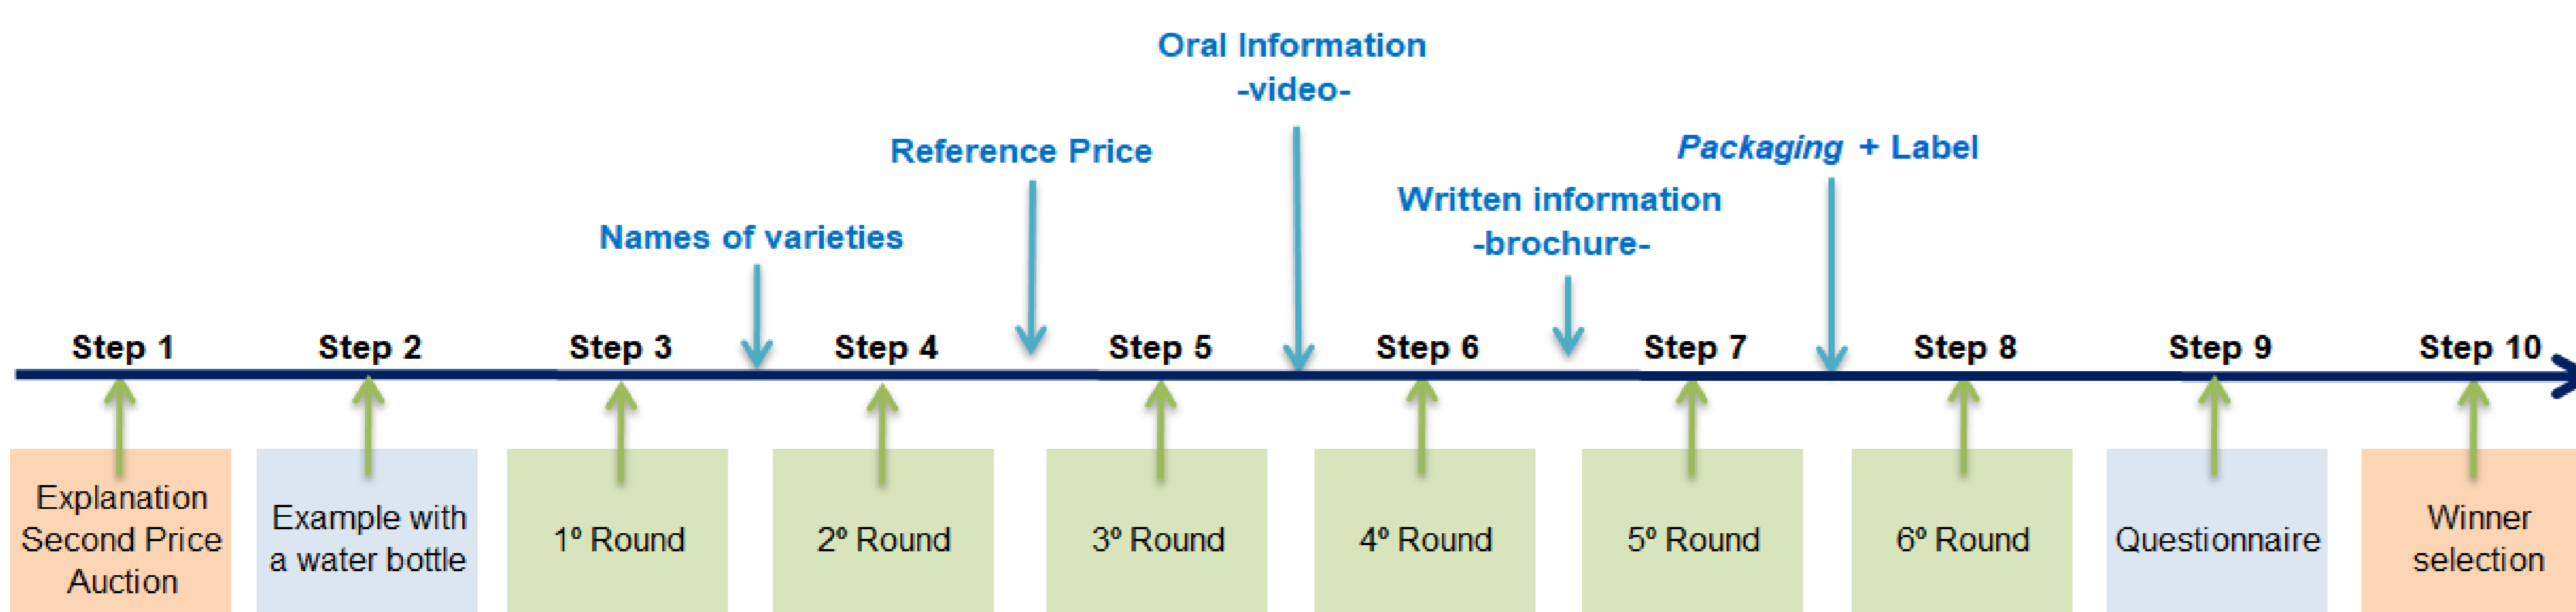 Oral Information
-video-
Reference Price
Packaging + Label
Written information
-brochure-
Names of varieties
Step 1
Step 2
Step 3
Step 4
Step 5
Step 6
Step 7
Step 8
Step 9
Step 10
Explanation
Second Price
Auction
Example with
a water bottle
1º Round
2º Round
3º Round
4º Round
5º Round
6º Round
Questionnaire
Winner
selection